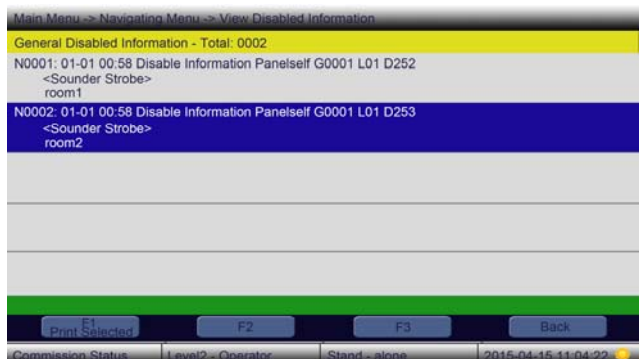 Main Menu -> Navigating Menu -> View Disabled Information
General Disabled Information - Total: 0002
N0001: 01-01 00:58 Disable Information Panelself G0001 L01 D252
<Sounder Strobe>
room1
N0002: 01-01 00:58 Disable Information Panelself G0001 L01 D253
<Sounder Strobe>
room2
F1 F2 F3 Back
Print Selected
Commission Status Level2 - Operator Stand - alone 2015-04-15 11:04:22